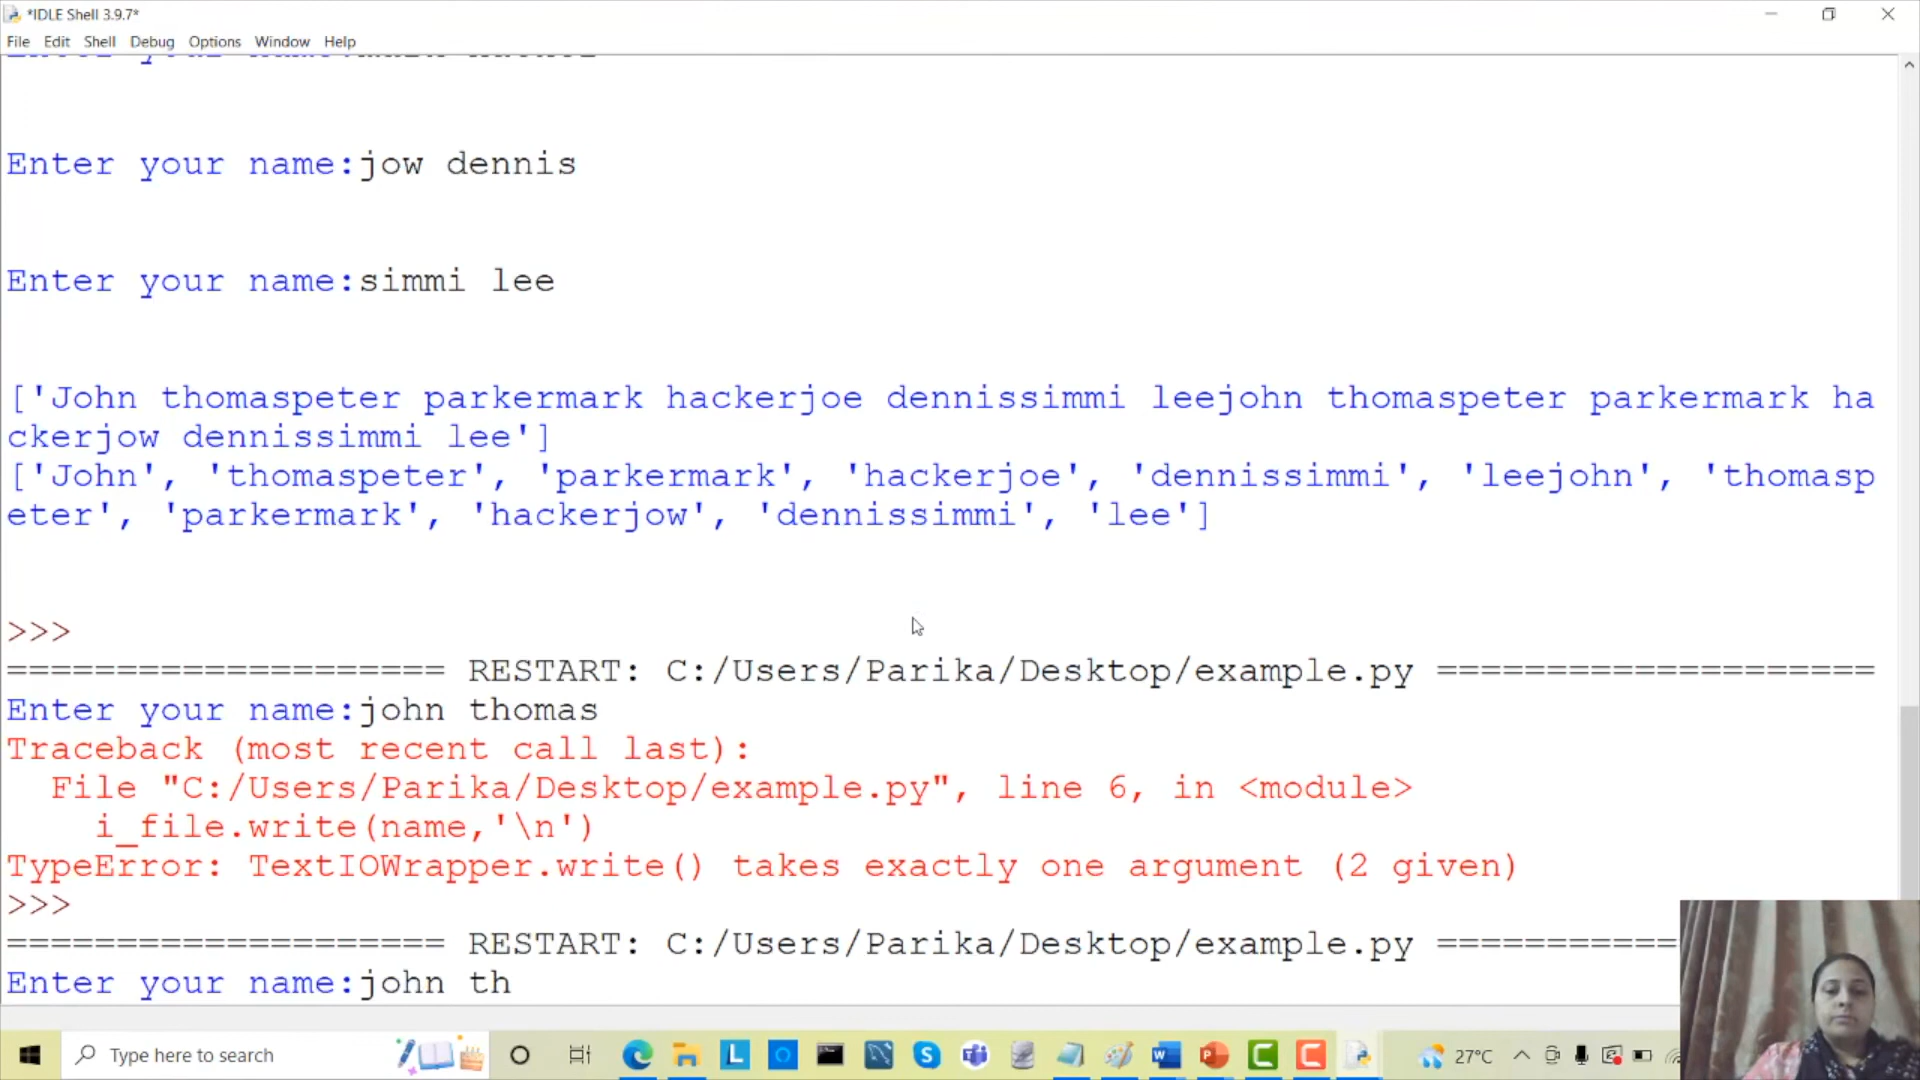 *IDLE Shell 3.9.7*
File Edit Shell Debug Options Window Help
Enter your name:
Enter your name:jow dennis
Enter your name:simmi lee
['John thomaspeter parkermark hackerjoe dennissimmi leejohn thomaspeter parkermark ha
ckerjow dennissimmi lee']
['John', 'thomaspeter', 'parkermark', 'hackerjoe', 'dennissimmi', 'leejohn', 'thomasp
eter', 'parkermark', 'hackerjow', 'dennissimmi', 'lee']
>>>
==================== RESTART: C:/Users/Parika/Desktop/example.py ====================
Enter your name:john thomas
Traceback (most recent call last):
  File "C:/Users/Parika/Desktop/example.py", line 6, in <module>
    i_file.write(name,'\n')
TypeError: TextIOWrapper.write() takes exactly one argument (2 given)
>>>
==================== RESTART: C:/Users/Parika/Desktop/example.py ===========
Enter your name:john th
Type here to search
27°C